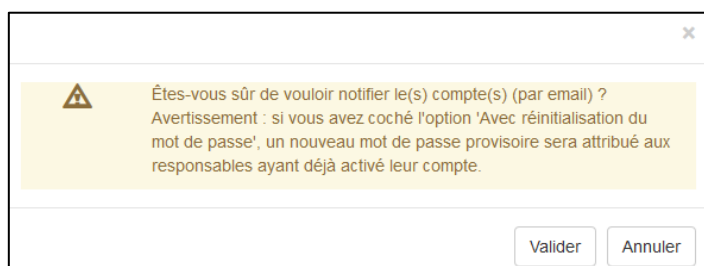 ×
Êtes-vous sûr de vouloir notifier le(s) compte(s) (par email) ?
Avertissement : si vous avez coché l'option 'Avec réinitialisation du
mot de passe', un nouveau mot de passe provisoire sera attribué aux
responsables ayant déjà activé leur compte.
Valider Annuler